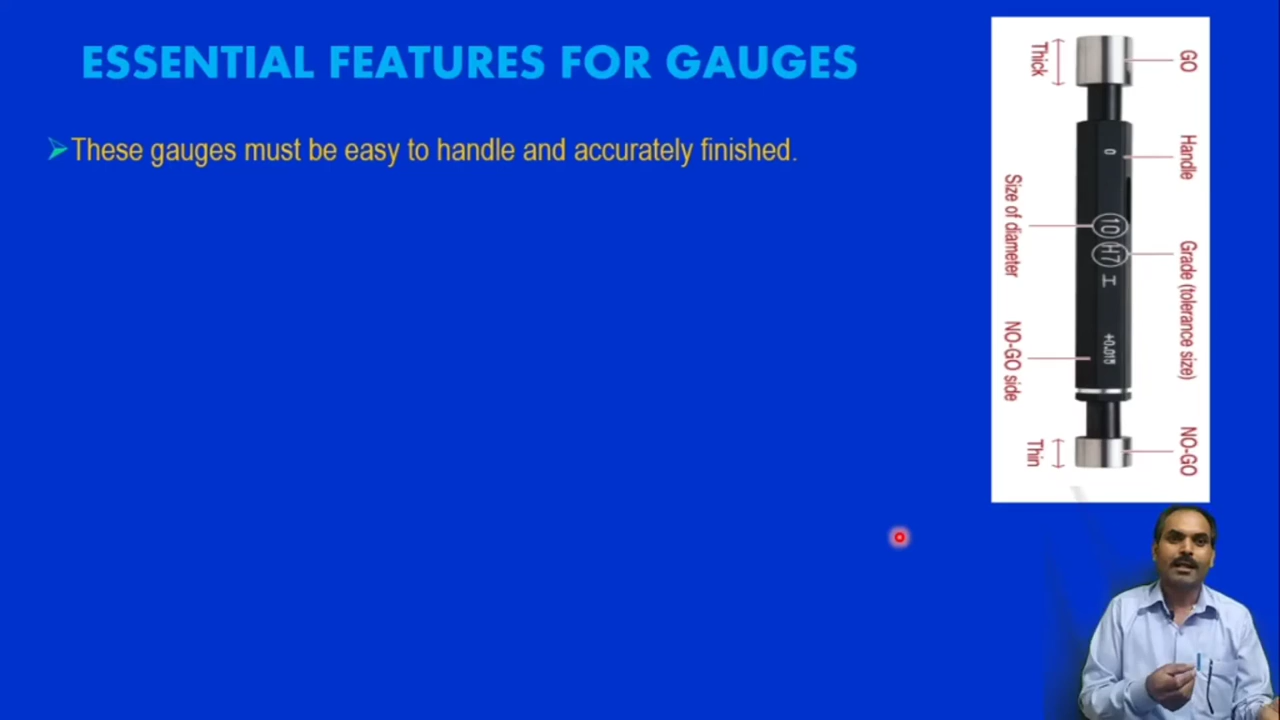 ESSENTIAL FEATURES FOR GAUGES
These gauges must be easy to handle and accurately finished.
Thick
GO
Handle
0
Size of diameter
10
H7
Grade (tolerance size)
NO-GO side
NO-GO
Thin